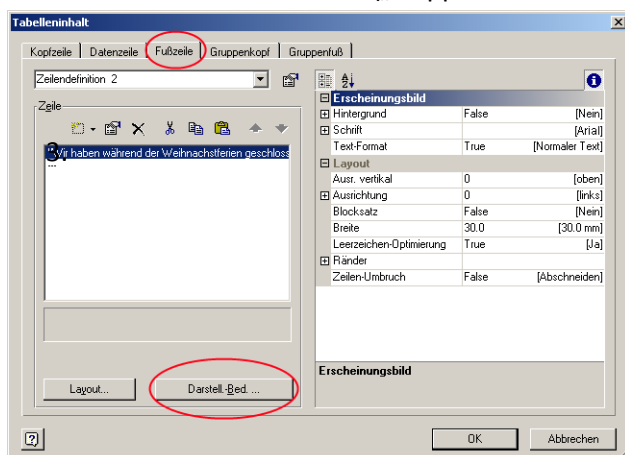 Tabelleninhalt
Kopfzeile Datenzeile Fußzeile Gruppenkopf Gruppenfuß
Zeilendefinition 2
Zeile
Wir haben während der Weihnachstferien geschloss
...
Layout...
Darstell.-Bed. ...
Erscheinungsbild
Hintergrund False [Nein]
Schrift [Arial]
Text-Format True [Normaler Text]
Layout
Ausr. vertikal 0 [oben]
Ausrichtung 0 [links]
Blocksatz False [Nein]
Breite 30.0 [30.0 mm]
Leerzeichen-Optimierung True [Ja]
Ränder
Zeilen-Umbruch False [Abschneiden]
Erscheinungsbild
OK
Abbrechen